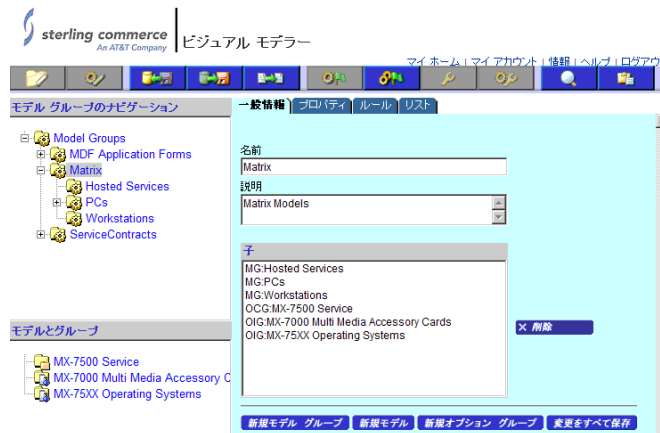 sterling commerce
An AT&T Company
ビジュアル モデラー
マイ ホーム | マイ アカウント | 情報 | ヘルプ | ログアウ
モデル グループのナビゲーション
一般情報
プロパティ
ルール
リスト
Model Groups
MDF Application Forms
Matrix
Hosted Services
PCs
Workstations
ServiceContracts
名前
Matrix
説明
Matrix Models
子
MG:Hosted Services
MG:PCs
MG:Workstations
OCG:MX-7500 Service
OIG:MX-7000 Multi Media Accessory Cards
OIG:MX-75XX Operating Systems
× 削除
モデルとグループ
MX-7500 Service
MX-7000 Multi Media Accessory C
MX-75XX Operating Systems
新規モデル グループ
新規モデル
新規オプション グループ
変更をすべて保存